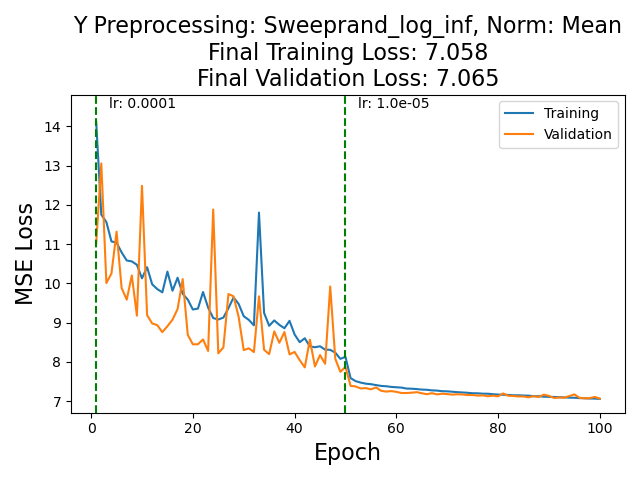 Y Preprocessing: Sweeprand_log_inf, Norm: Mean
Final Training Loss: 7.058
Final Validation Loss: 7.065
lr: 0.0001
lr: 1.0e-05
Training
Validation
MSE Loss
14
13
12
11
10
9
8
7
0
20
40
60
80
100
Epoch